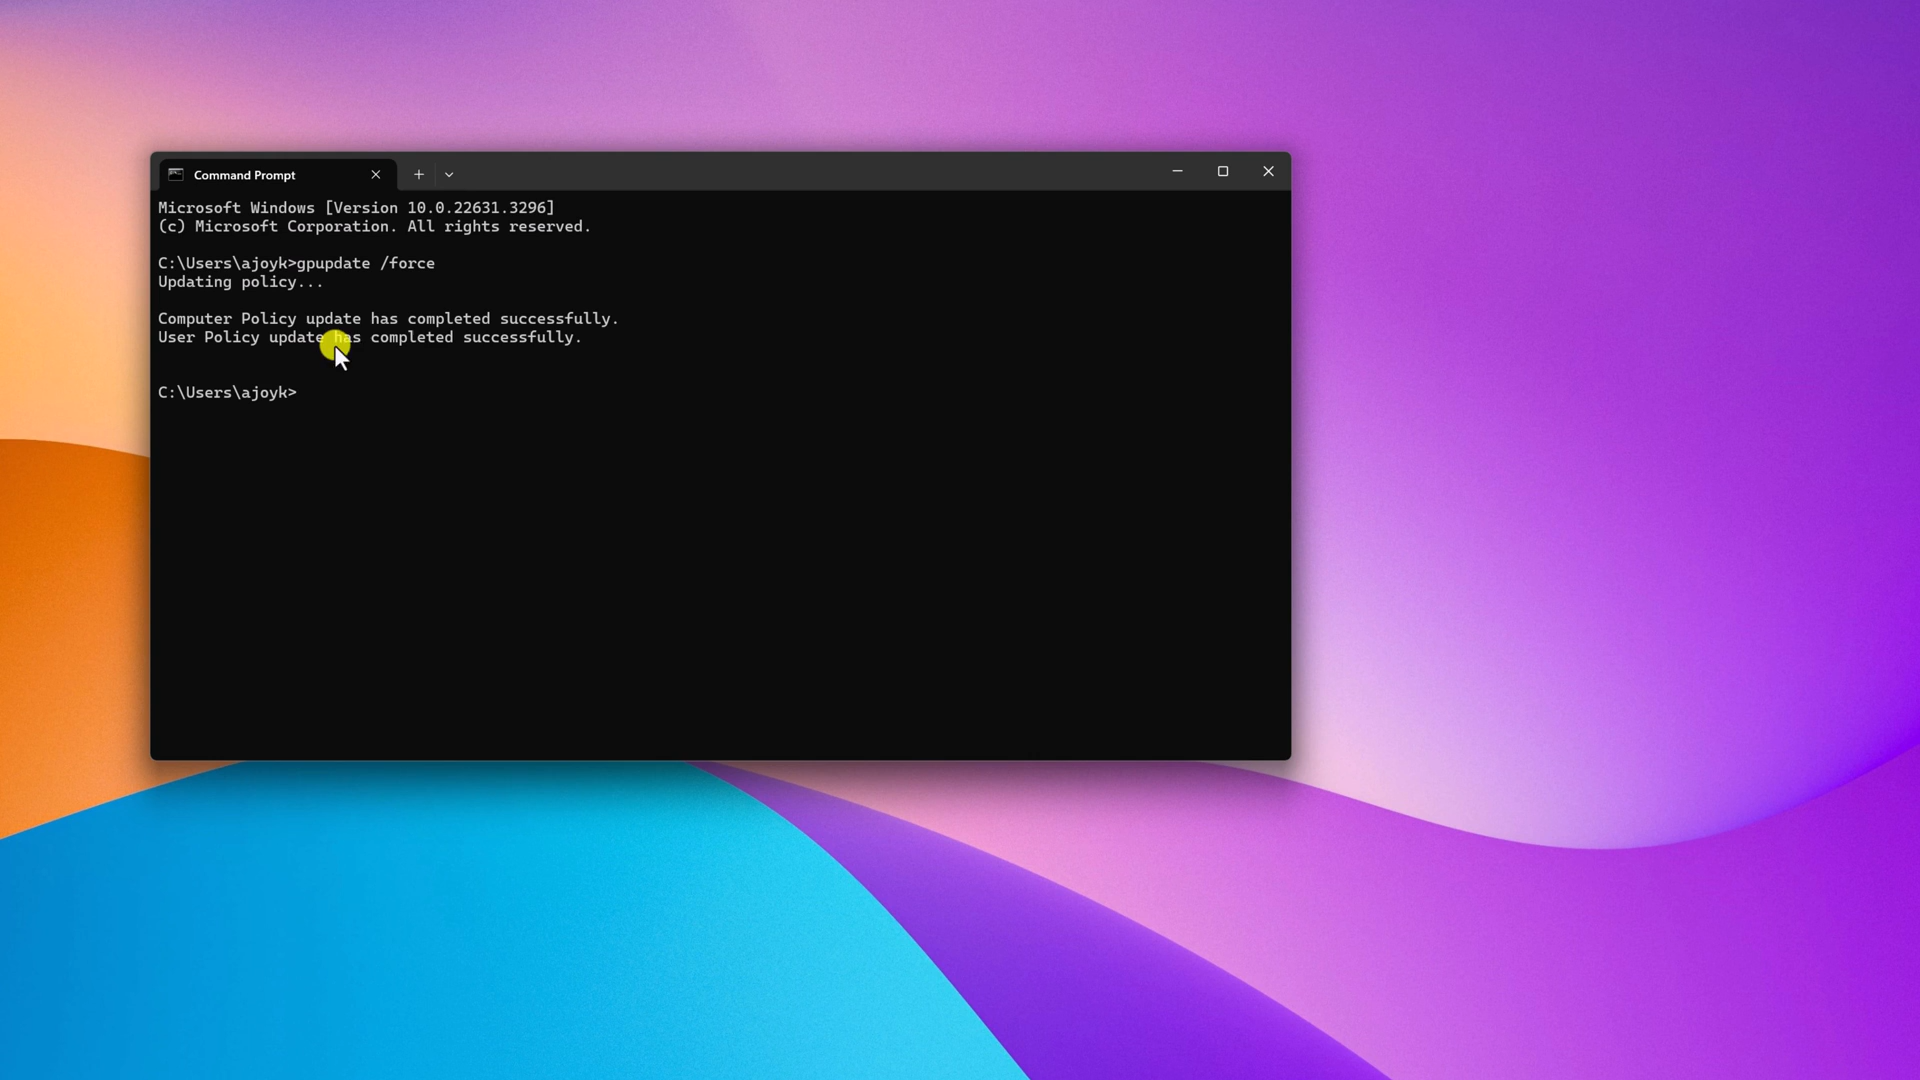 Command Prompt
Microsoft Windows [Version 10.0.22631.3296]
(c) Microsoft Corporation. All rights reserved.
C:\Users\ajoyk>gpupdate /force
Updating policy...
Computer Policy update has completed successfully.
User Policy update has completed successfully.
C:\Users\ajoyk>